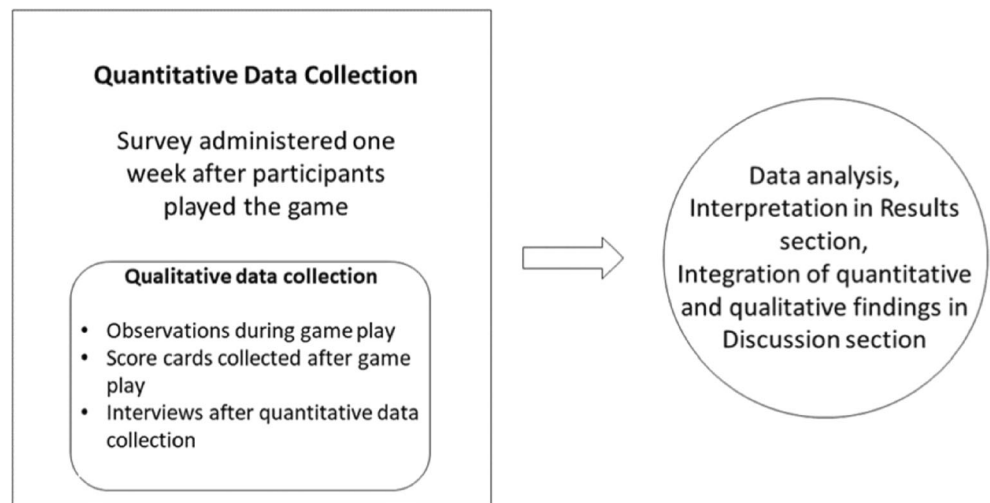 Quantitative Data Collection
Survey administered one
week after participants
played the game
Qualitative data collection
• Observations during game play
• Score cards collected after game
play
• Interviews after quantitative data
collection
Data analysis,
Interpretation in Results
section,
Integration of quantitative
and qualitative findings in
Discussion section